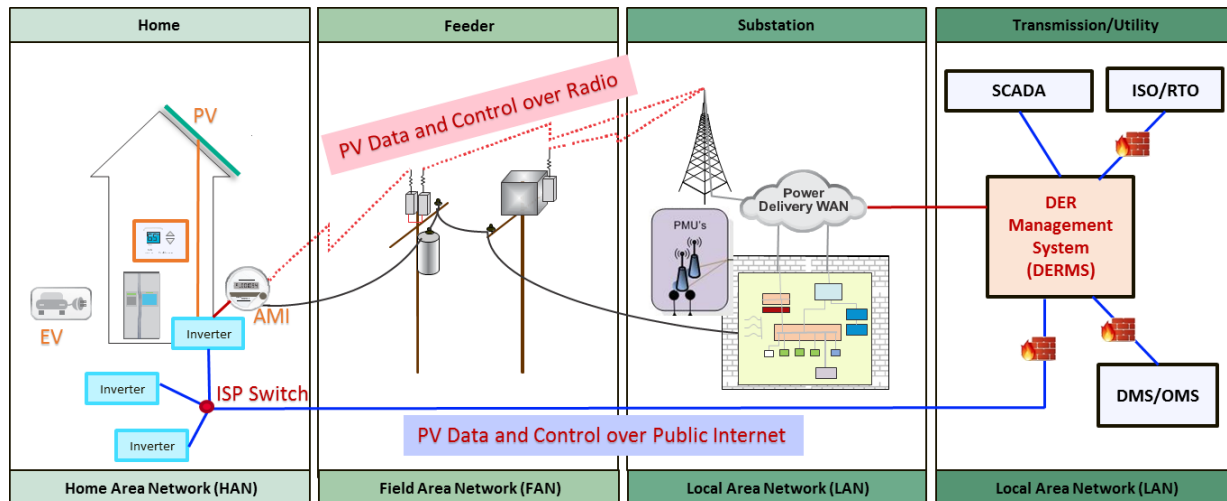 Home
Feeder
Substation
Transmission/Utility
PV
PV Data and Control over Radio
SCADA
ISO/RTO
Power
Delivery WAN
DER
Management
System
(DERMS)
PMU's
AMI
EV
Inverter
Inverter
Inverter
ISP Switch
PV Data and Control over Public Internet
DMS/OMS
Home Area Network (HAN)
Field Area Network (FAN)
Local Area Network (LAN)
Local Area Network (LAN)